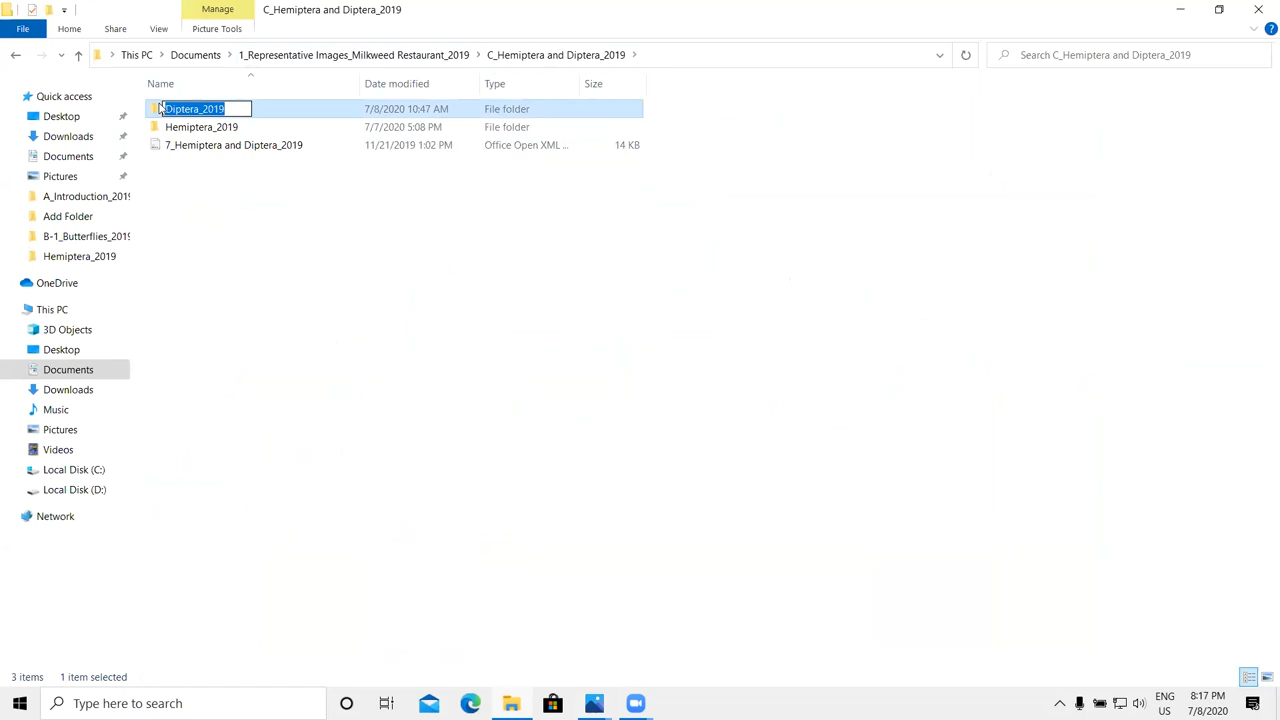 Manage
C_Hemiptera and Diptera_2019
File
Home
Share
View
Picture Tools
This PC
Documents
1_Representative Images_Milkweed Restaurant_2019
C_Hemiptera and Diptera_2019
Search C_Hemiptera and Diptera_2019
Name
Date modified
Type
Size
Diptera_2019
7/8/2020 10:47 AM
File folder
Hemiptera_2019
7/7/2020 5:08 PM
File folder
7_Hemiptera and Diptera_2019
11/21/2019 1:02 PM
Office Open XML ...
14 KB
Quick access
Desktop
Downloads
Documents
Pictures
A_Introduction_2019
Add Folder
B-1_Butterflies_2019
Hemiptera_2019
OneDrive
This PC
3D Objects
Desktop
Documents
Downloads
Music
Pictures
Videos
Local Disk (C:)
Local Disk (D:)
Network
3 items
1 item selected
Type here to search
ENG
US
8:17 PM
7/8/2020